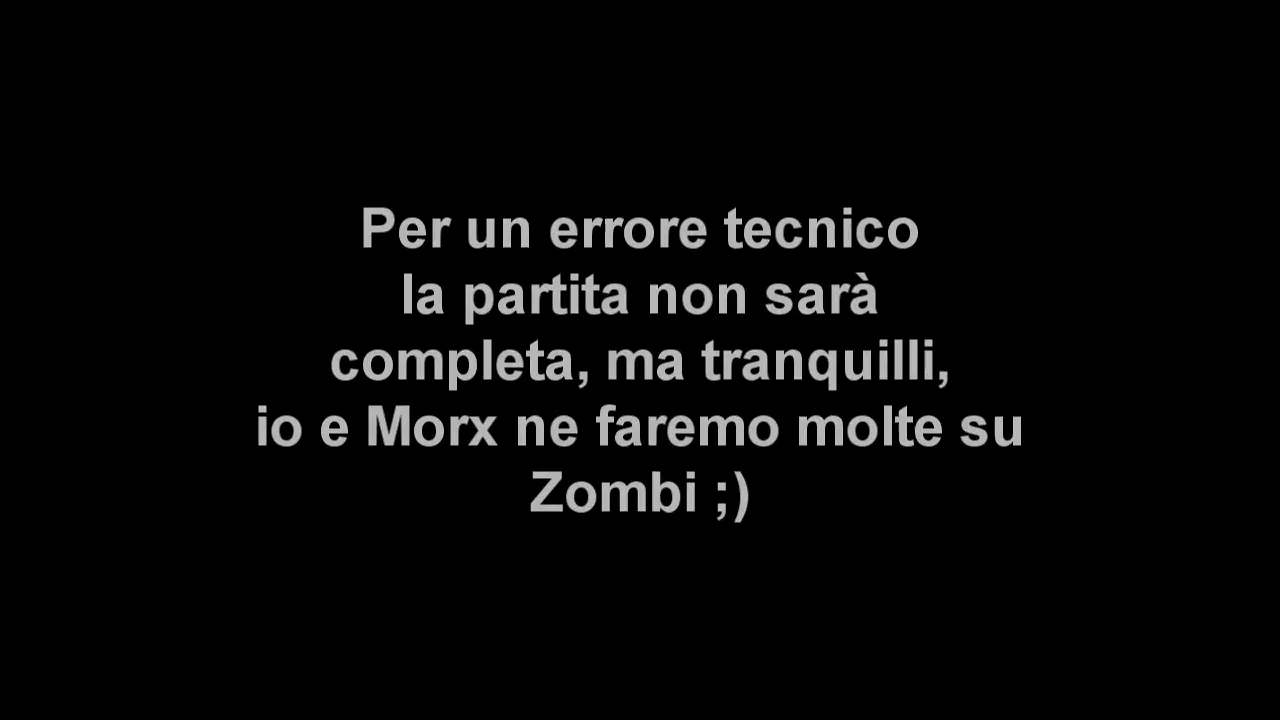 Per un errore tecnico
la partita non sarà
completa, ma tranquilli,
io e Morx ne faremo molte su
Zombi ;)